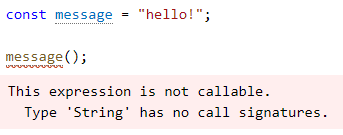 const message = "hello!";
message();
This expression is not callable.
Type 'String' has no call signatures.